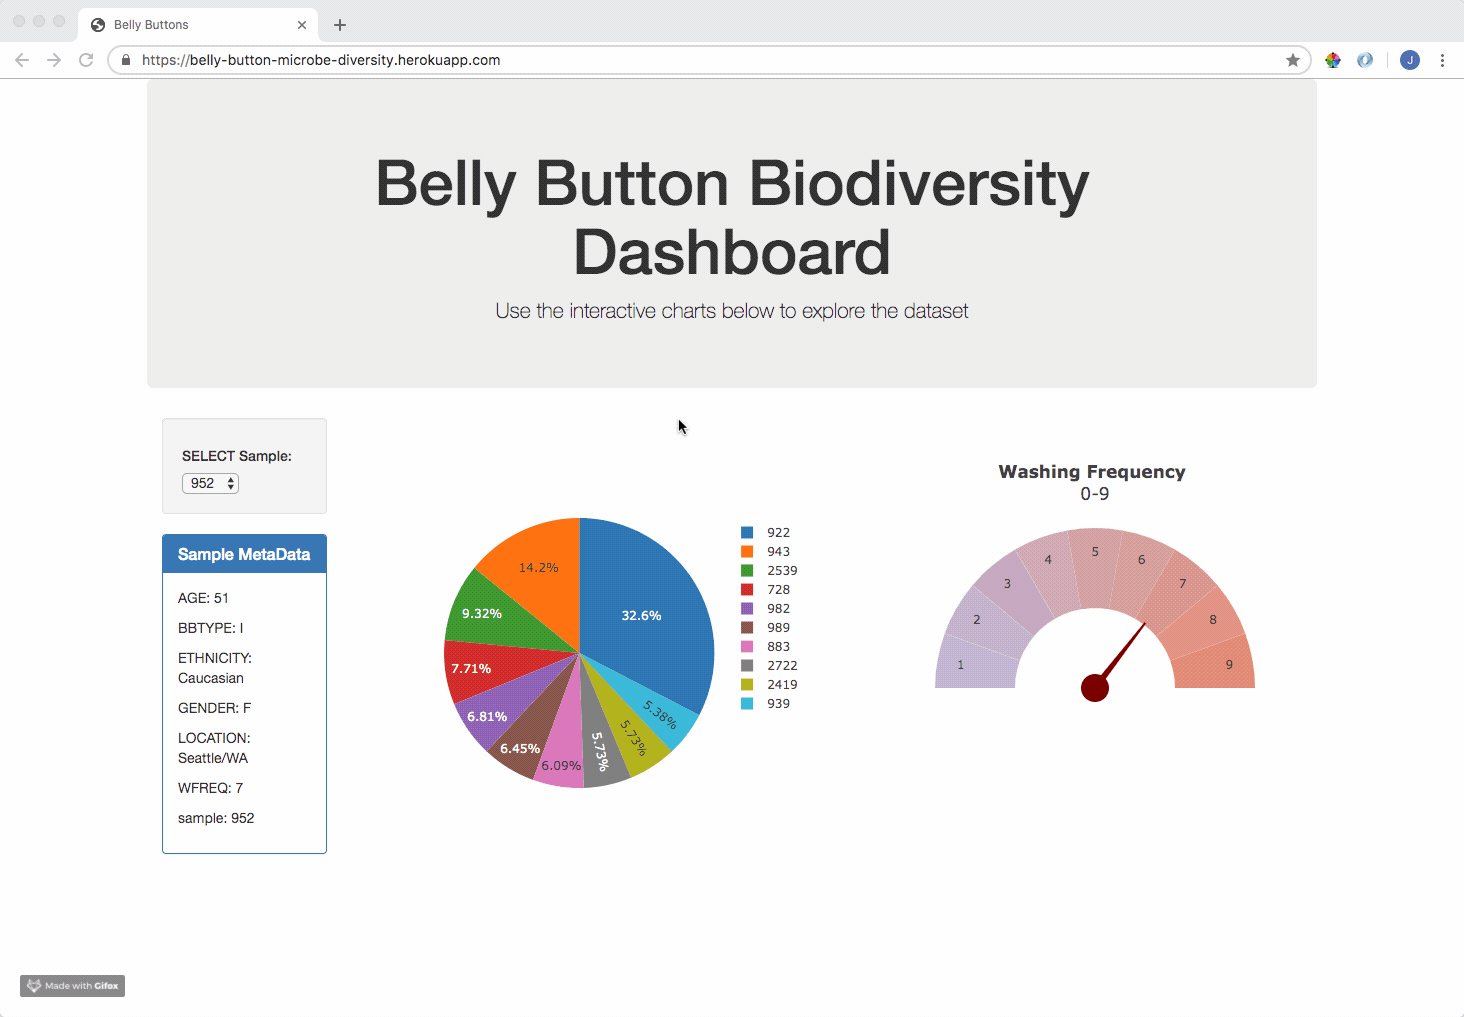 Belly Buttons
https://belly-button-microbe-diversity.herokuapp.com
J
Belly Button Biodiversity
Dashboard
Use the interactive charts below to explore the dataset
SELECT Sample:
952
Sample MetaData
AGE: 51
BBTYPE: I
ETHNICITY:
Caucasian
GENDER: F
LOCATION:
Seattle/WA
WFREQ: 7
sample: 952
32.6%
14.2%
9.32%
7.71%
6.81%
6.45%
6.09%
5.73%
5.73%
5.38%
922
943
2539
728
982
989
883
2722
2419
939
Washing Frequency
0-9
1
2
3
4
5
6
7
8
9
Made with Gifox